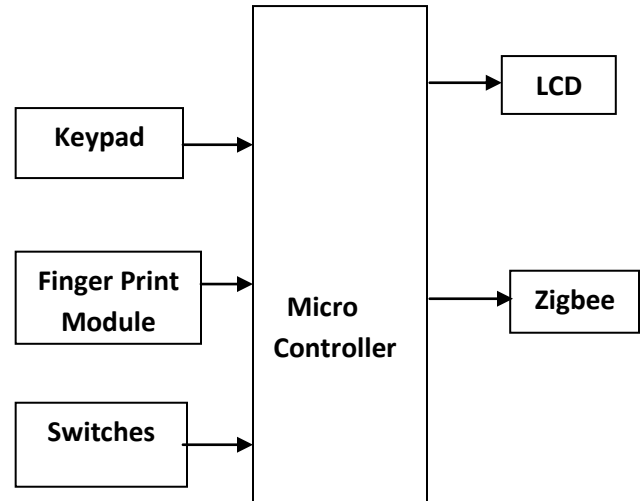 Keypad
Finger Print
Module
Switches
Micro
Controller
LCD
Zigbee